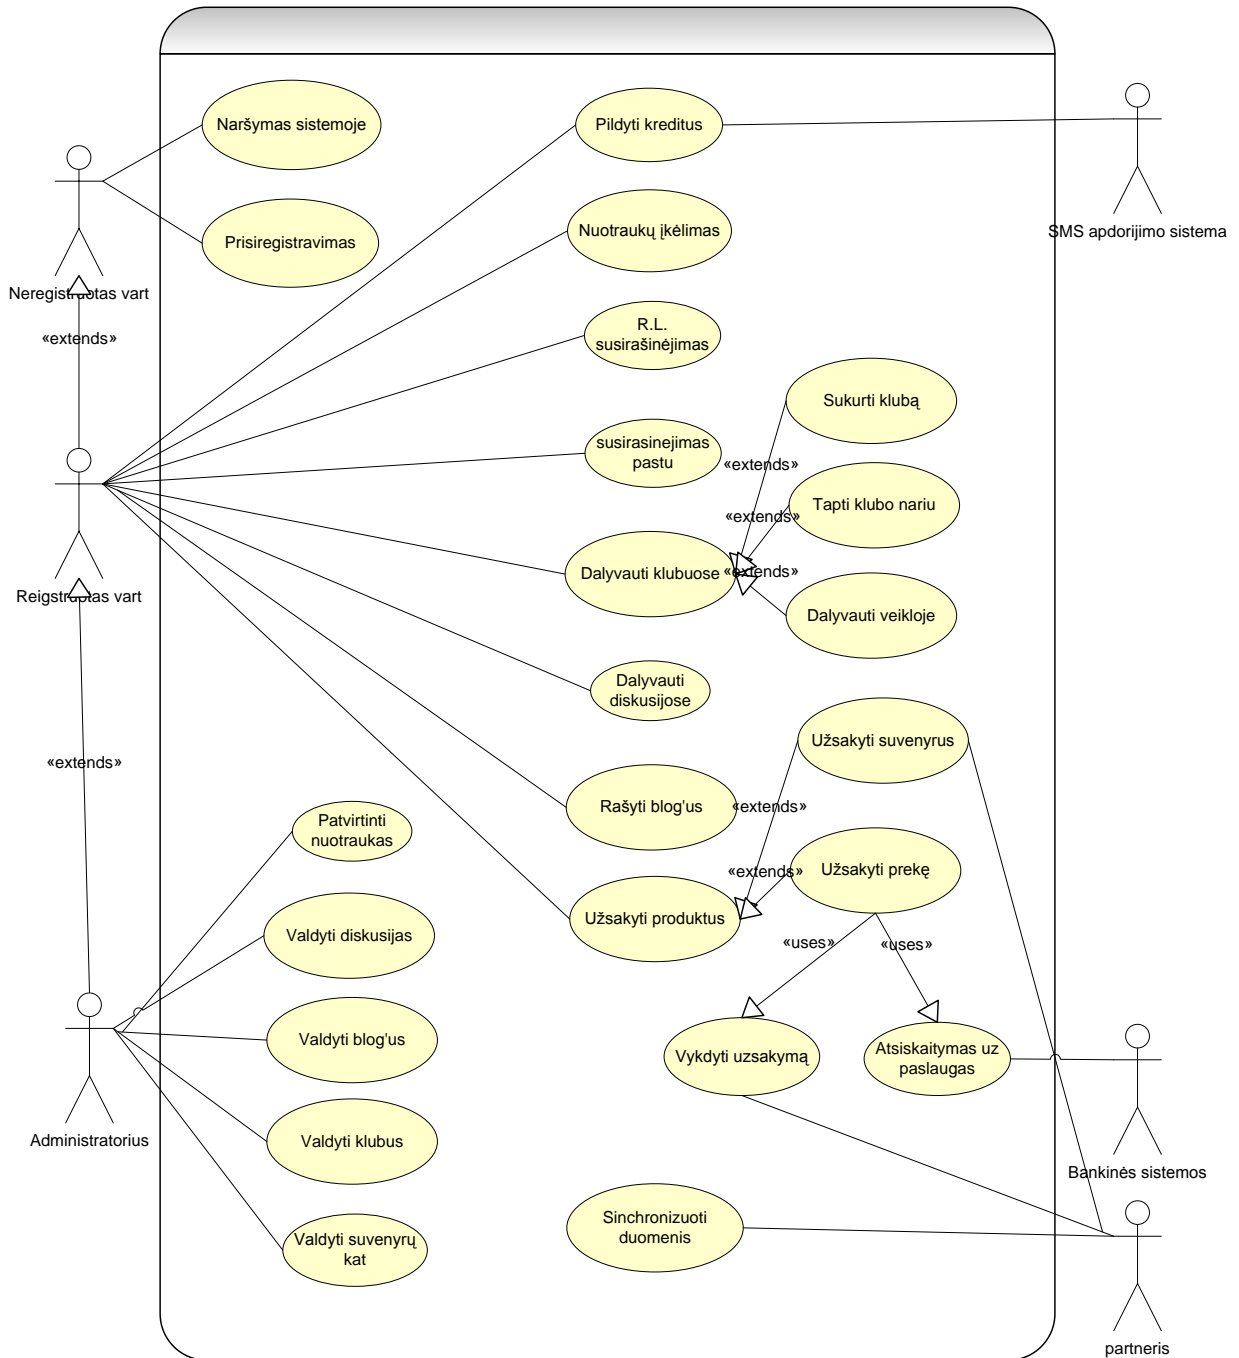 Naršymas sistemoje
Pildyti kreditus
SMS apdorijimo sistema
Prisiregistravimas
Nuotraukų įkėlimas
Neregistruotas vart
«extends»
R.L.
susirašinėjimas
Sukurti klubą
susirasinejimas
pastu
«extends»
Tapti klubo nariu
«extends»
Reigstruotas vart
Dalyvauti klubuose
«extends»
Dalyvauti veikloje
Dalyvauti
diskusijose
Užsakyti suvenyrus
«extends»
Rašyti blog'us
«extends»
Patvirtinti
nuotraukas
Užsakyti prekę
«extends»
Užsakyti produktus
Valdyti diskusijas
«uses»
«uses»
Valdyti blog'us
Vykdyti uzsakymą
Atsiskaitymas uz
paslaugas
Administratorius
Valdyti klubus
Bankinės sistemos
Sinchronizuoti
duomenis
Valdyti suvenyrų
kat
partneris